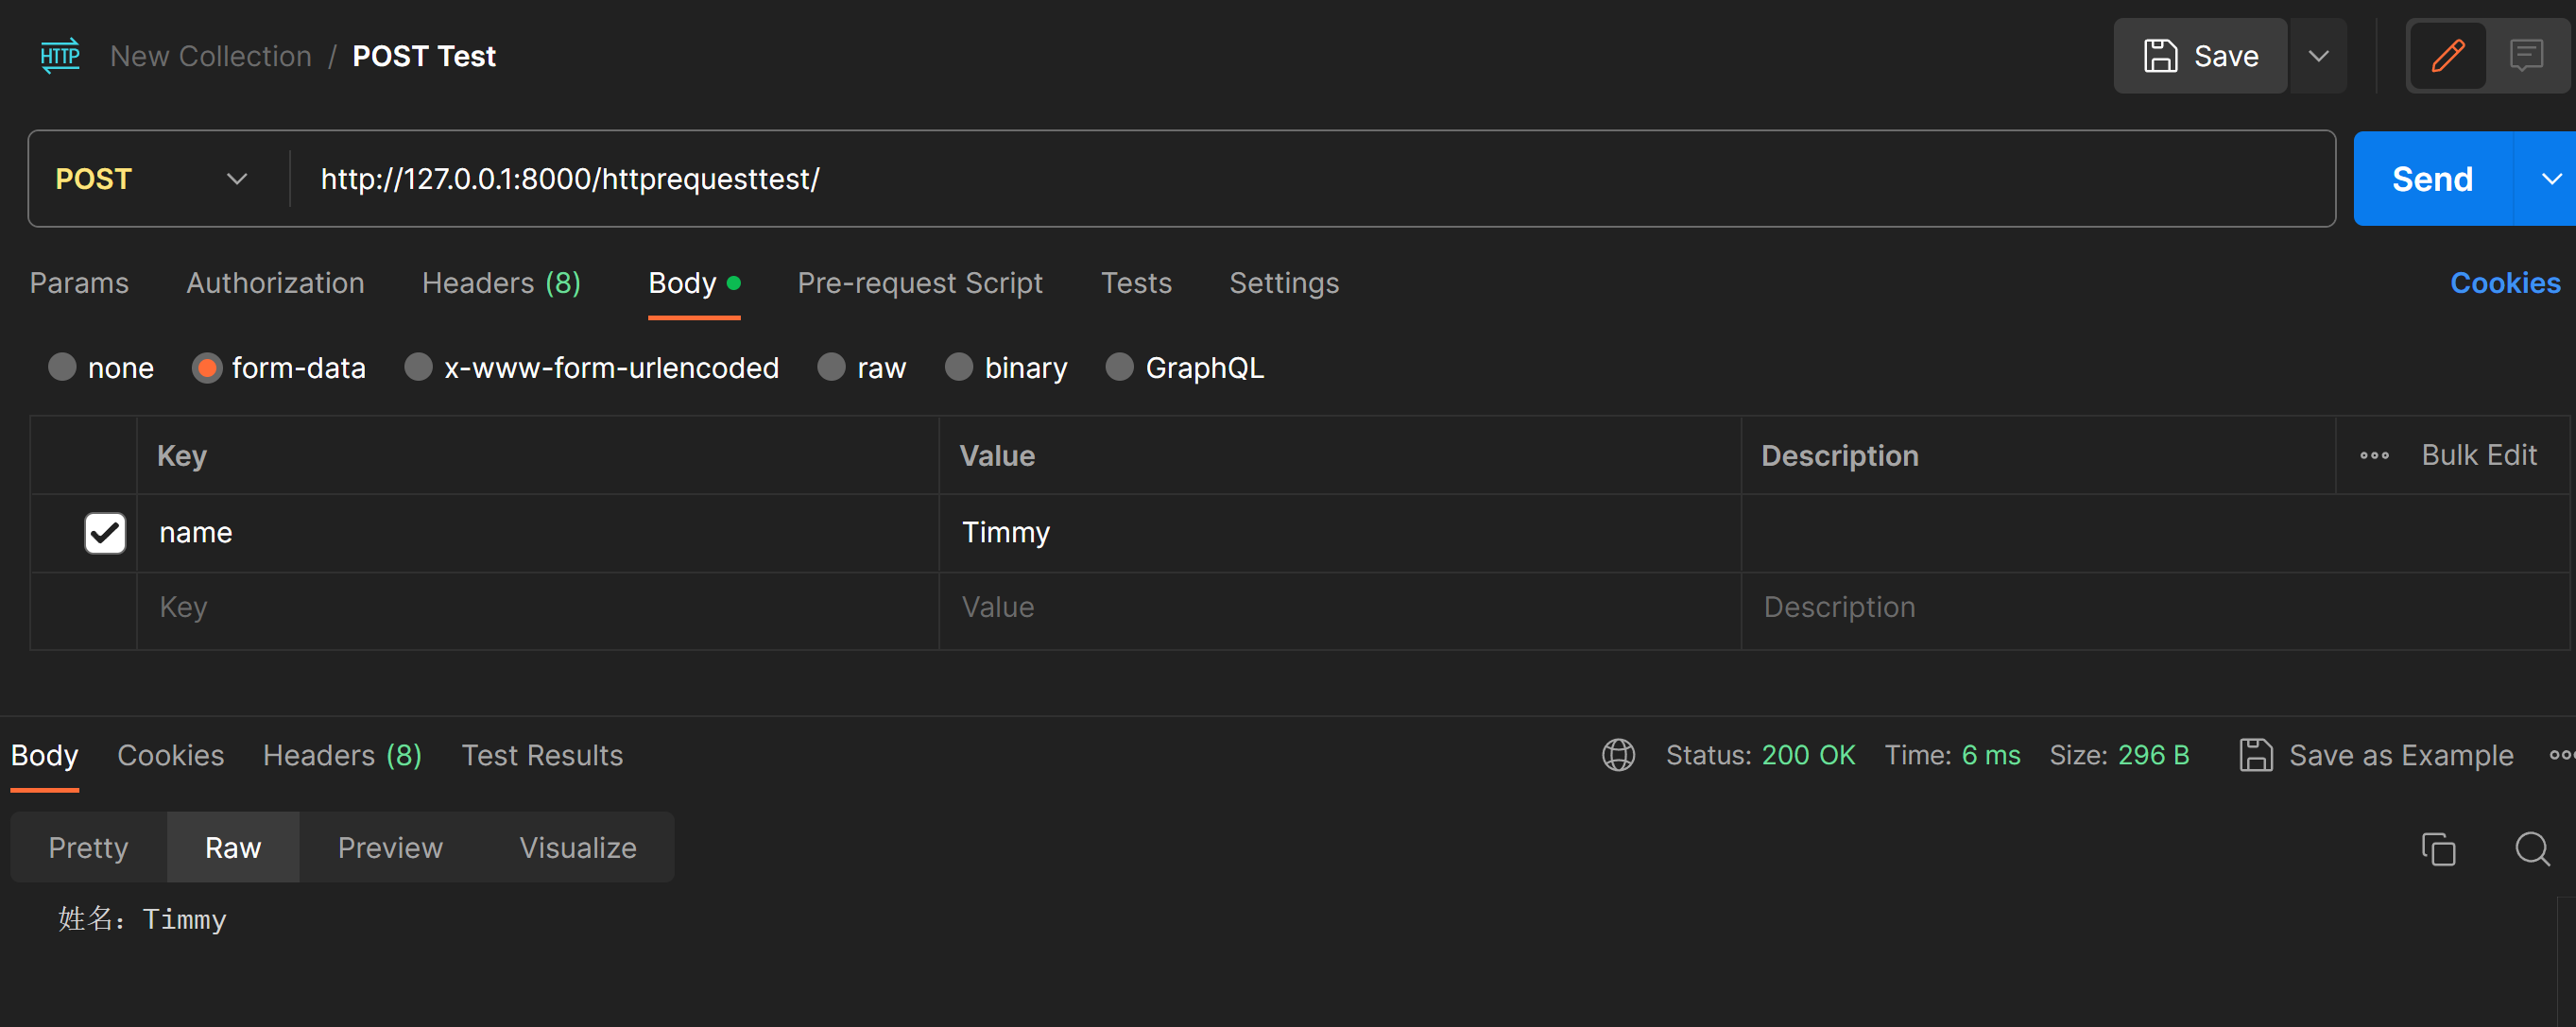 HTTP New Collection / POST Test Save
POST http://127.0.0.1:8000/httprequesttest/ Send
Params Authorization Headers (8) Body Pre-request Script Tests Settings Cookies
none form-data x-www-form-urlencoded raw binary GraphQL
Key Value Description Bulk Edit
name Timmy
Key Value Description
Body Cookies Headers (8) Test Results Status: 200 OK Time: 6 ms Size: 296 B Save as Example
Pretty Raw Preview Visualize
姓名：Timmy